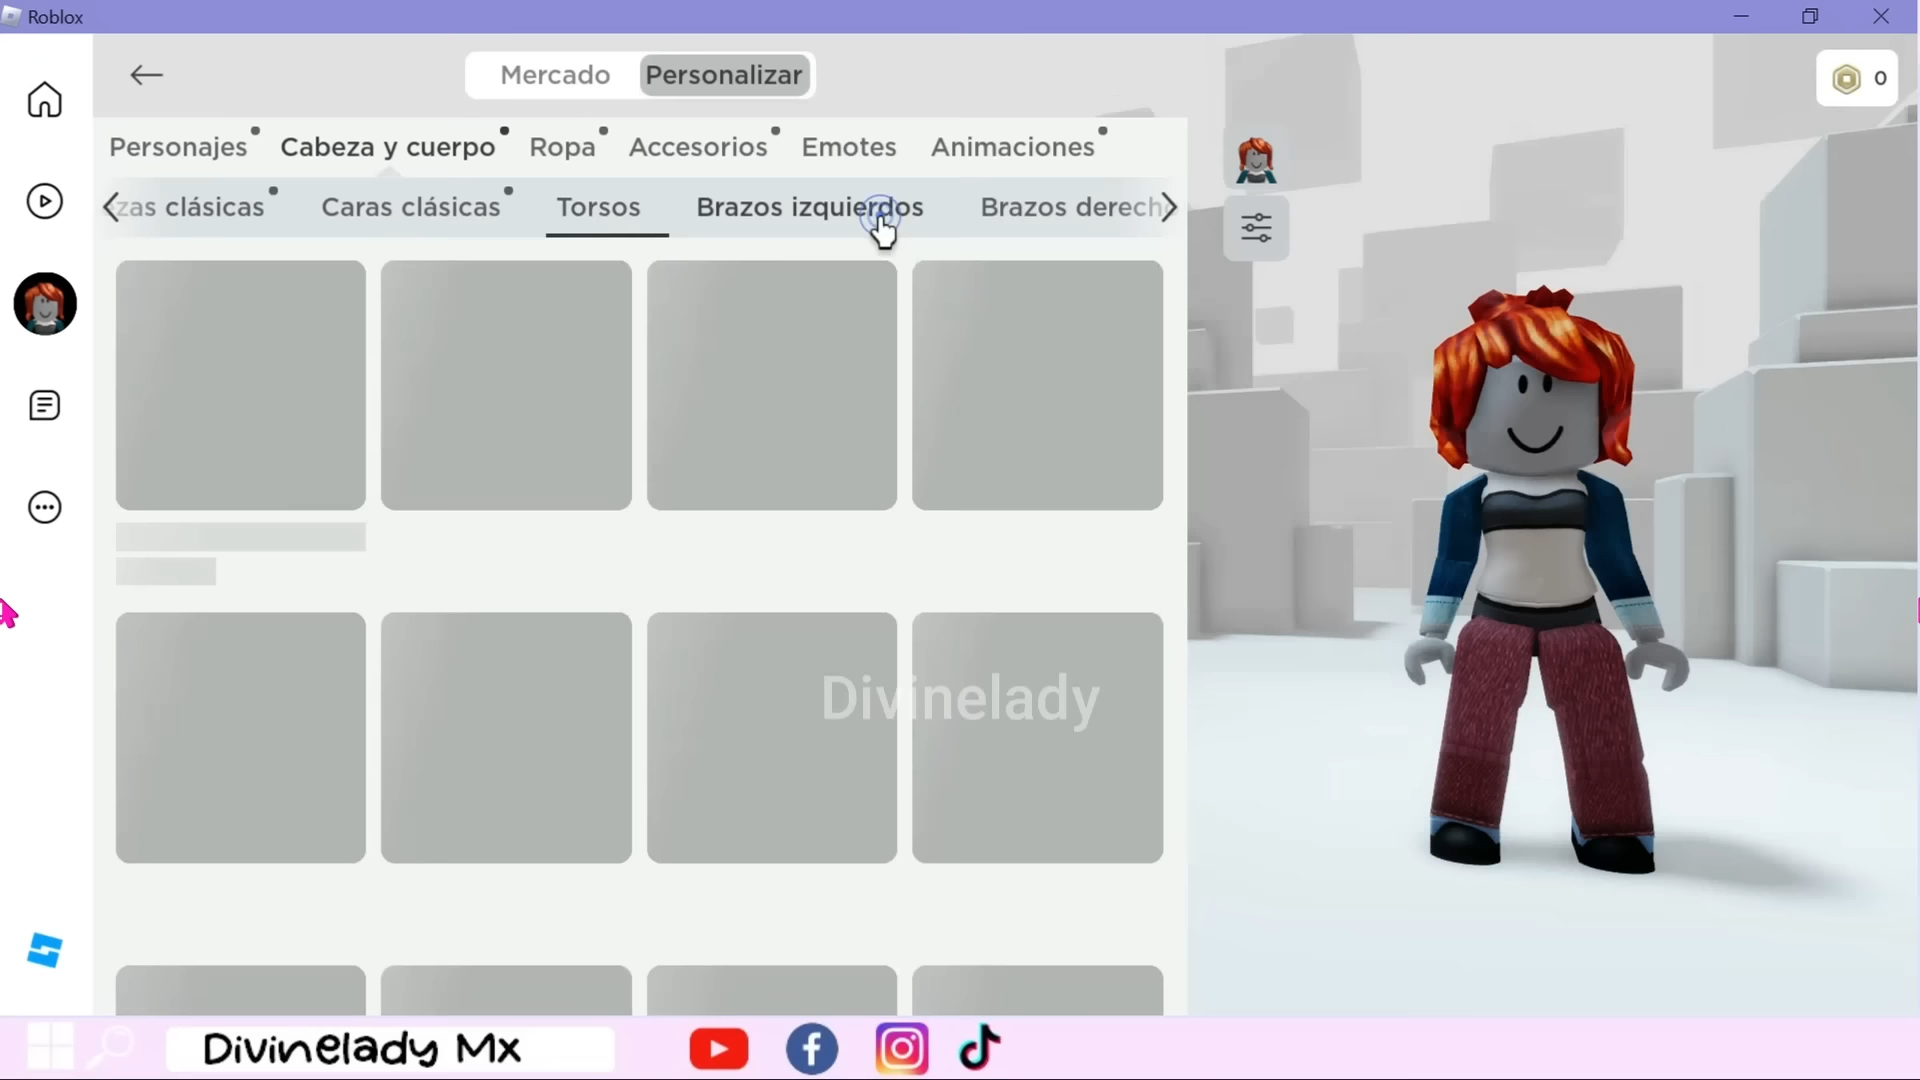 Roblox
Mercado Personalizar
0
Personajes Cabeza y cuerpo Ropa Accesorios Emotes Animaciones
zas clásicas Caras clásicas Torsos Brazos izquierdos Brazos derecho
Divinelady
Divinelady Mx